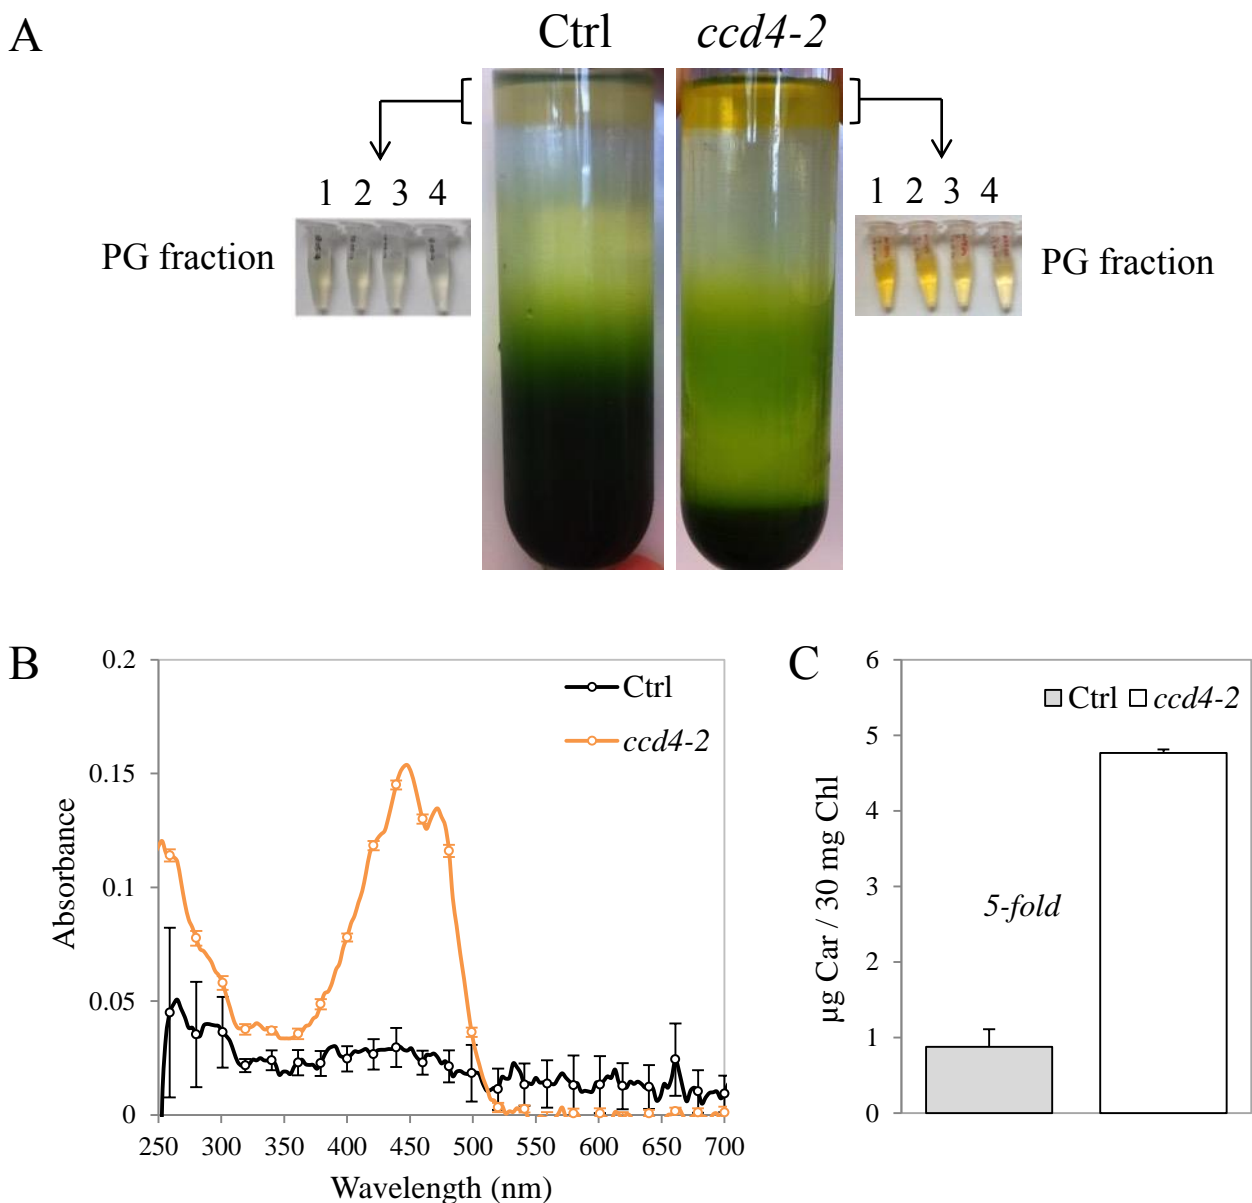 A
Ctrl
ccd4-2
1 2 3 4
1 2 3 4
PG fraction
PG fraction
B
0.2
0.15
0.1
0.05
0
Absorbance
Ctrl
ccd4-2
250 300 350 400 450 500 550 600 650 700
Wavelength (nm)
C
6
5
4
3
2
1
0
µg Car / 30 mg Chl
Ctrl ccd4-2
5-fold